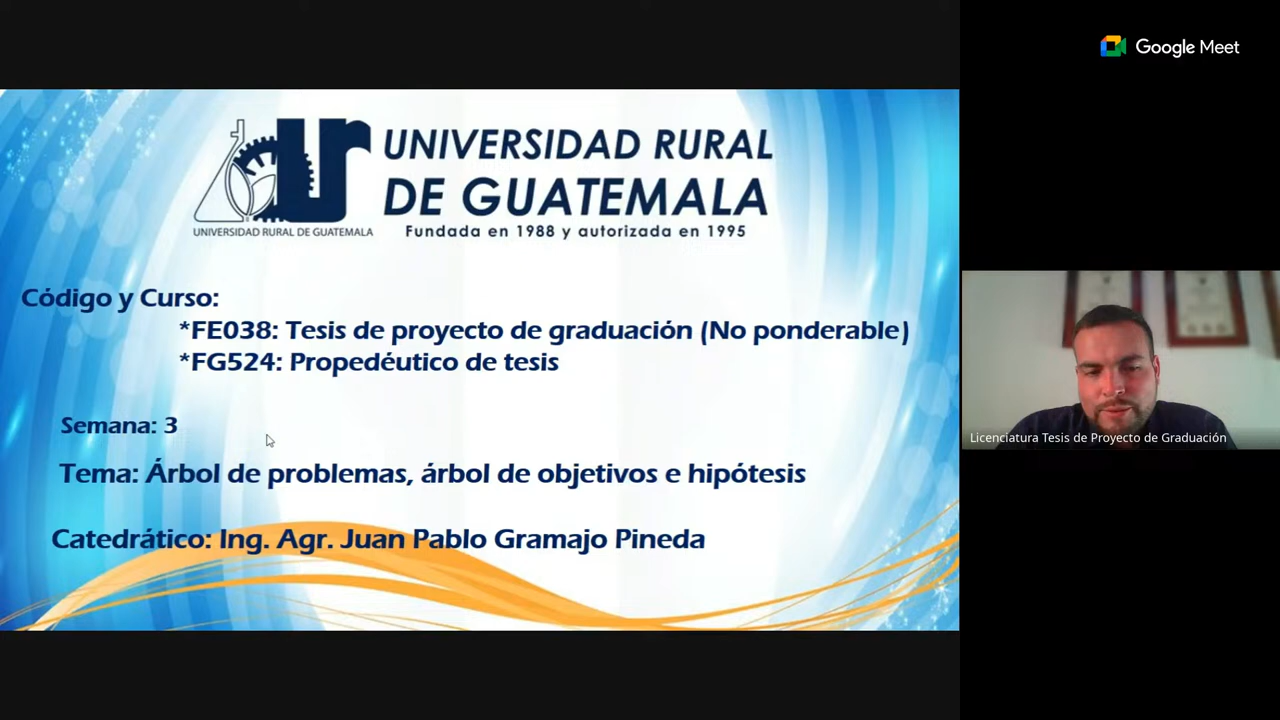 Google Meet
UNIVERSIDAD RURAL
DE GUATEMALA
UNIVERSIDAD RURAL DE GUATEMALA
Fundada en 1988 y autorizada en 1995
Código y Curso:
*FE038: Tesis de proyecto de graduación (No ponderable)
*FG524: Propedéutico de tesis
Semana: 3
Tema: Árbol de problemas, árbol de objetivos e hipótesis
Catedrático: Ing. Agr. Juan Pablo Gramajo Pineda
Licenciatura Tesis de Proyecto de Graduación